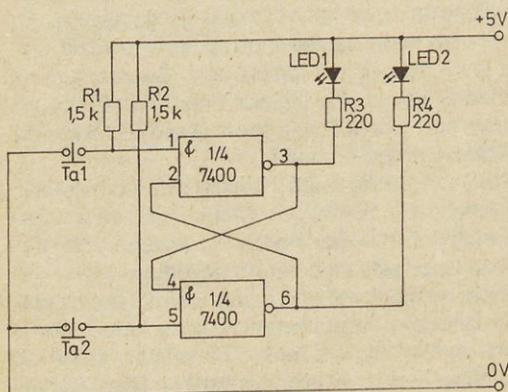 +5V
LED1
LED2
R1
1,5 k
R2
1,5k
R3
220
R4
220
1
&
1/4
7400
3
2
Ta1
4
&
1/4
7400
6
5
Ta2
0V